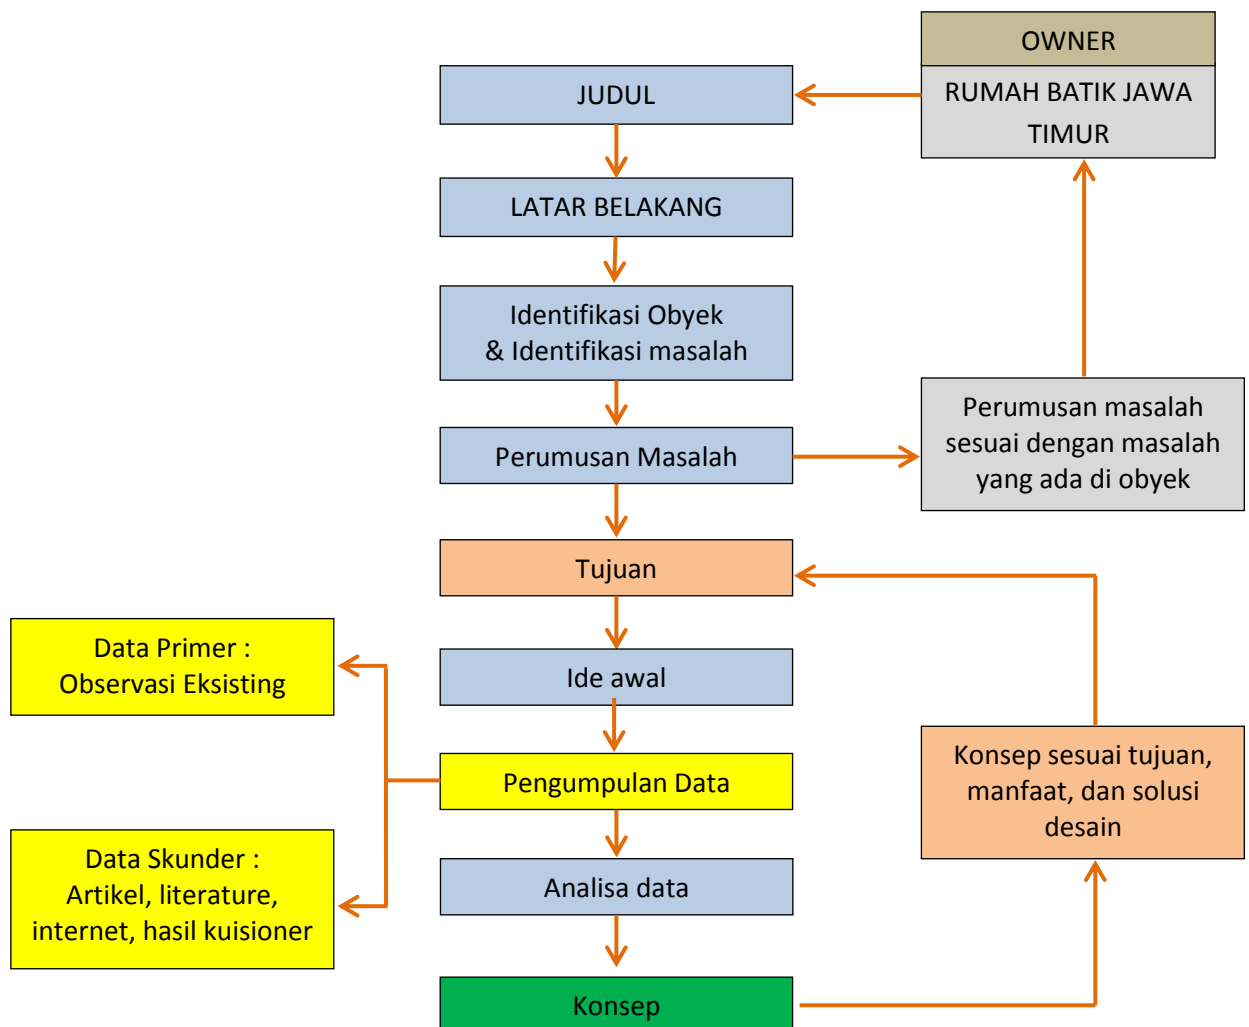 OWNER
RUMAH BATIK JAWA
TIMUR
JUDUL
LATAR BELAKANG
Identifikasi Obyek
& Identifikasi masalah
Perumusan Masalah
Perumusan masalah
sesuai dengan masalah
yang ada di obyek
Tujuan
Ide awal
Data Primer :
Observasi Eksisting
Pengumpulan Data
Konsep sesuai tujuan,
manfaat, dan solusi
desain
Data Skunder :
Artikel, literature,
internet, hasil kuisioner
Analisa data
Konsep